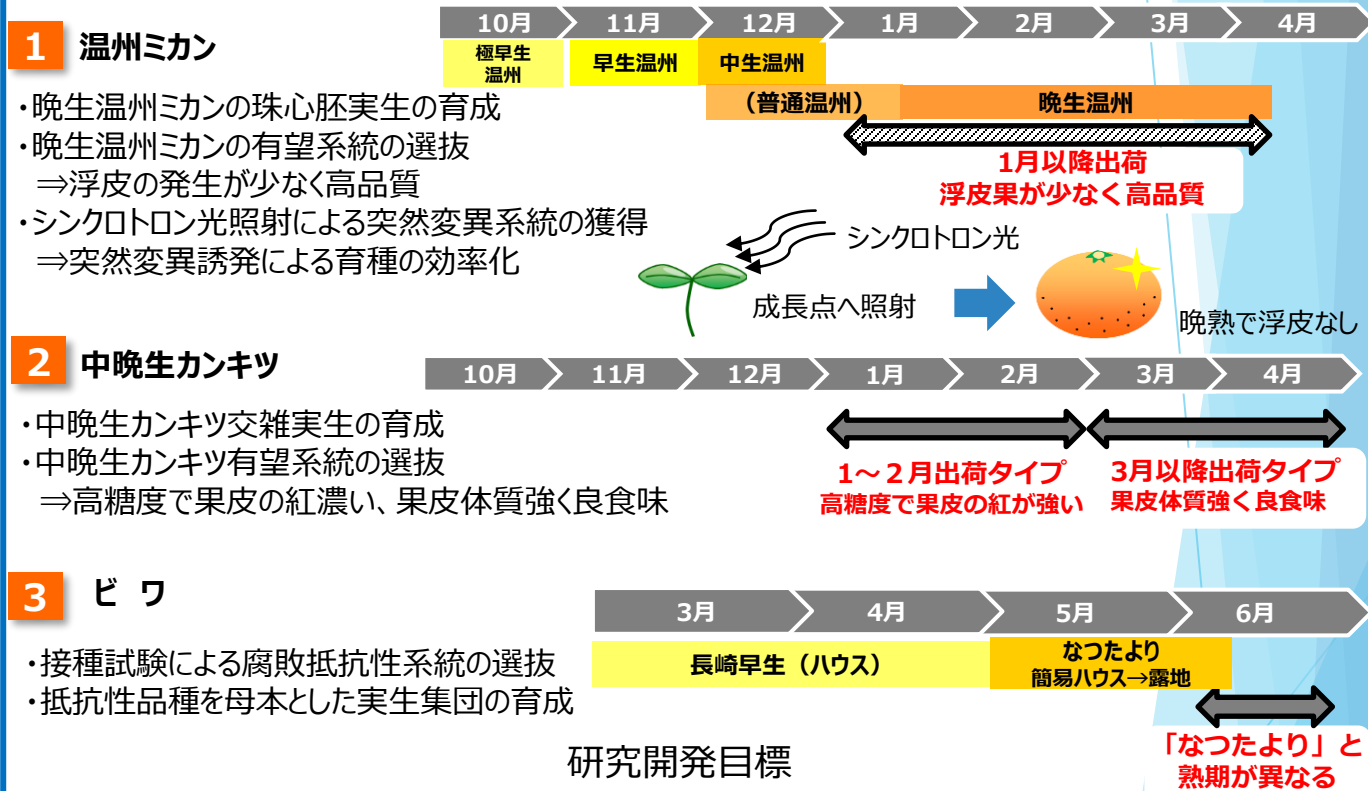 1 温州ミカン
10月 11月 12月 1月 2月 3月 4月
極早生
温州
早生温州
中生温州
(普通温州)
晩生温州
1月以降出荷
浮皮果が少なく高品質
・晩生温州ミカンの珠心胚実生の育成
・晩生温州ミカンの有望系統の選抜
⇒浮皮の発生が少なく高品質
・シンクロトロン光照射による突然変異系統の獲得
⇒突然変異誘発による育種の効率化
シンクロトロン光
成長点へ照射
晩熟で浮皮なし
2 中晩生カンキツ
10月 11月 12月 1月 2月 3月 4月
・中晩生カンキツ交雑実生の育成
・中晩生カンキツ有望系統の選抜
⇒高糖度で果皮の紅濃い、果皮体質強く良食味
1~2月出荷タイプ
高糖度で果皮の紅が強い
3月以降出荷タイプ
果皮体質強く良食味
3 ビ ワ
3月 4月 5月 6月
長崎早生(ハウス)
なつたより
簡易ハウス→露地
・接種試験による腐敗抵抗性系統の選抜
・抵抗性品種を母本とした実生集団の育成
「なつたより」と
熟期が異なる
研究開発目標